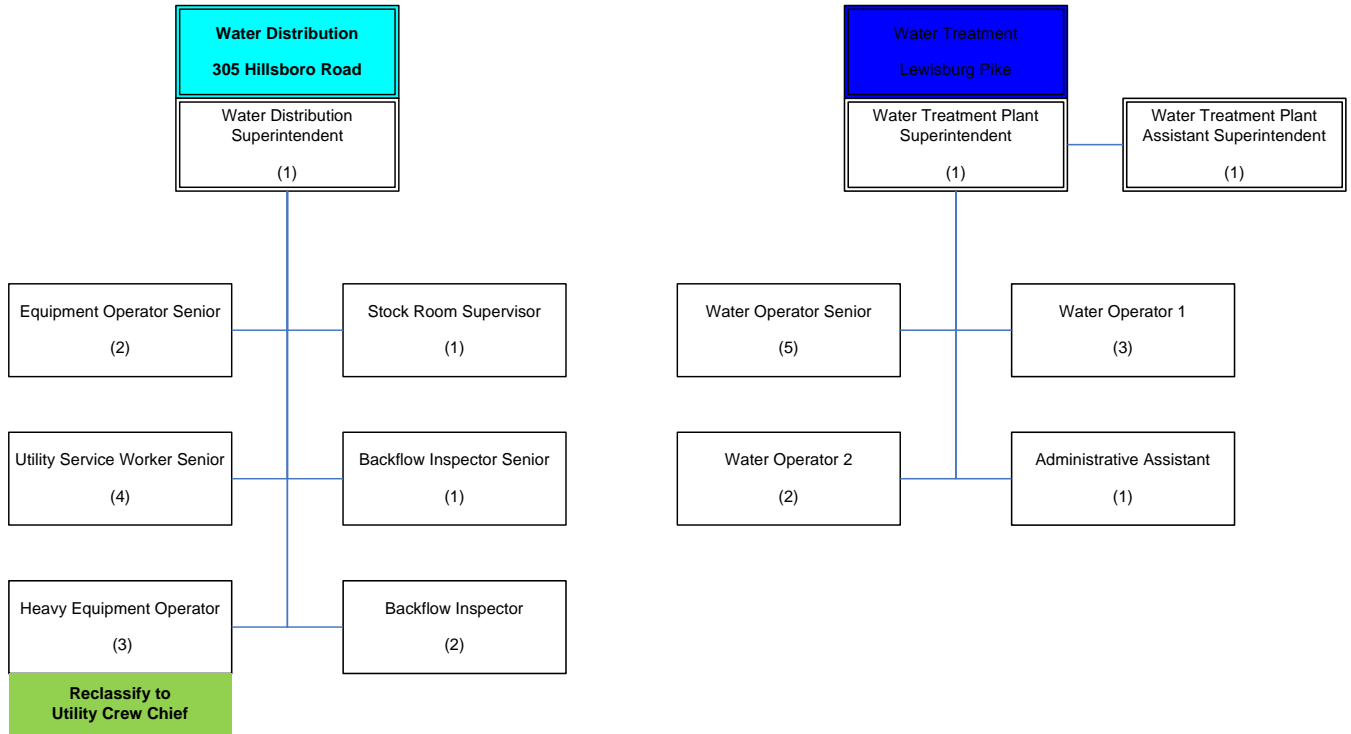 Water Distribution
305 Hillsboro Road
Water Distribution
Superintendent
(1)
Equipment Operator Senior
(2)
Stock Room Supervisor
(1)
Utility Service Worker Senior
(4)
Backflow Inspector Senior
(1)
Heavy Equipment Operator
(3)
Reclassify to
Utility Crew Chief
Backflow Inspector
(2)
Water Treatment
Lewisburg Pike
Water Treatment Plant
Superintendent
(1)
Water Treatment Plant
Assistant Superintendent
(1)
Water Operator Senior
(5)
Water Operator 1
(3)
Water Operator 2
(2)
Administrative Assistant
(1)